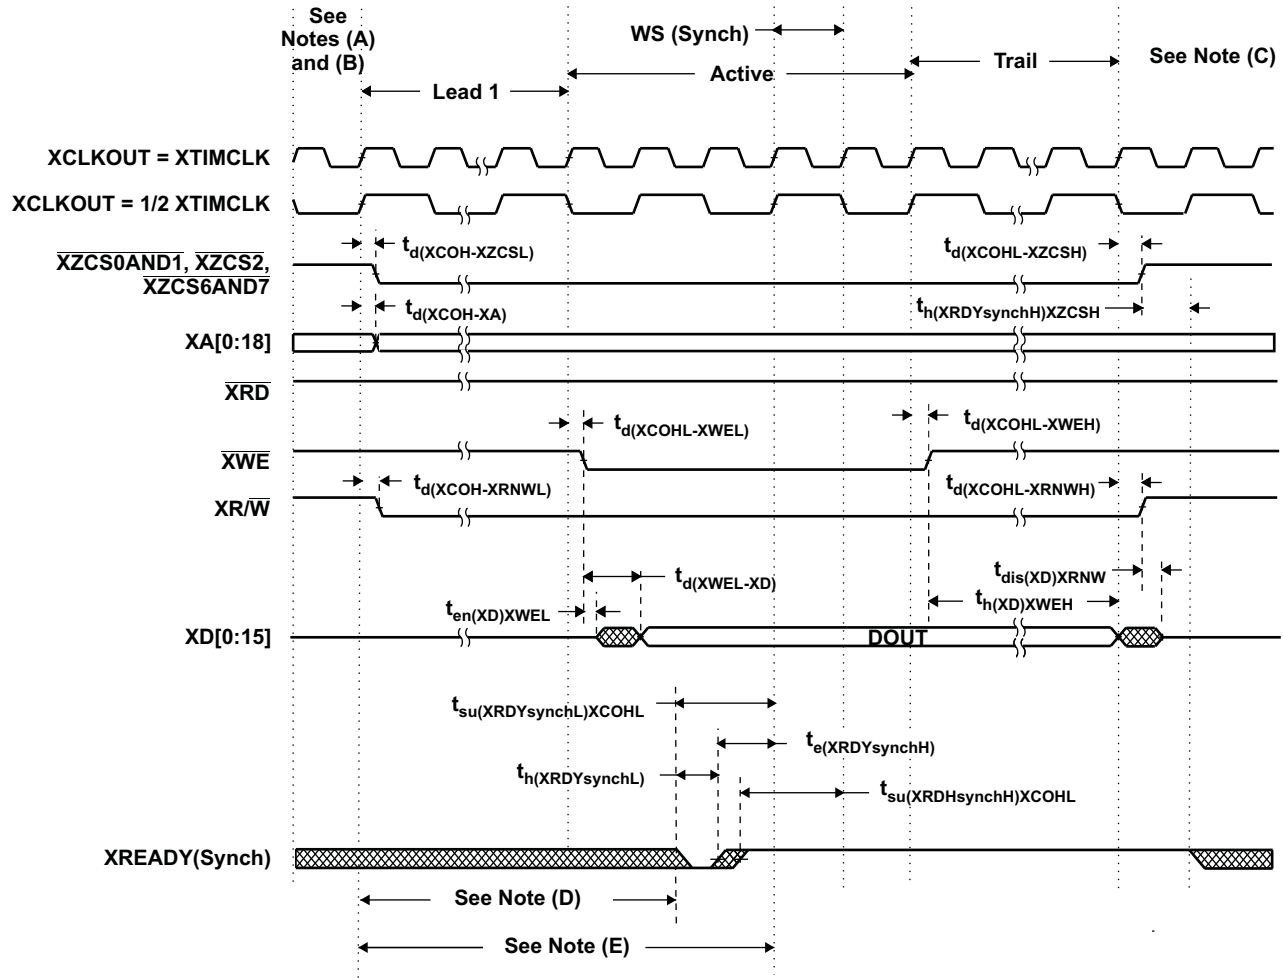 See
Notes (A)
and (B)
WS (Synch)
Active
Trail
See Note (C)
Lead 1
XCLKOUT = XTIMCLK
XCLKOUT = 1/2 XTIMCLK
td(XCOH-XZCSL)
td(XCOHL-XZCSH)
XZCS0AND1, XZCS2,
XZCS6AND7
td(XCOH-XA)
th(XRDYsynchH)XZCSH
XA[0:18]
XRD
td(XCOHL-XWEL)
td(XCOHL-XWEH)
XWE
td(XCOH-XRNWL)
td(XCOHL-XRNWH)
XR/W
td(XWEL-XD)
tdis(XD)XRNW
th(XD)XWEH
ten(XD)XWEL
XD[0:15]
DOUT
tsu(XRDYsynchL)XCOHL
te(XRDYsynchH)
th(XRDYsynchL)
tsu(XRDHsynchH)XCOHL
XREADY(Synch)
See Note (D)
See Note (E)